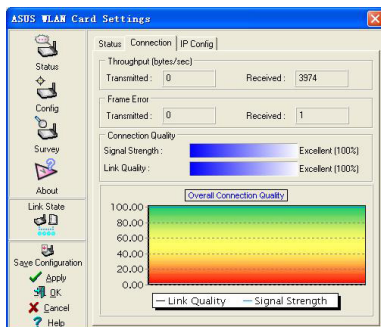 ASUS WLAN Card Settings
Status
Config
Survey
About
Link State
Save Configuration
Apply
OK
Cancel
Help
Status Connection IP Config
Throughput (bytes/sec)
Transmitted : 0 Received : 3974
Frame Error
Transmitted : 0 Received : 1
Connection Quality
Signal Strength : Excellent (100%)
Link Quality : Excellent (100%)
Overall Connection Quality
100.00
80.00
60.00
40.00
20.00
0.00
Link Quality Signal Strength